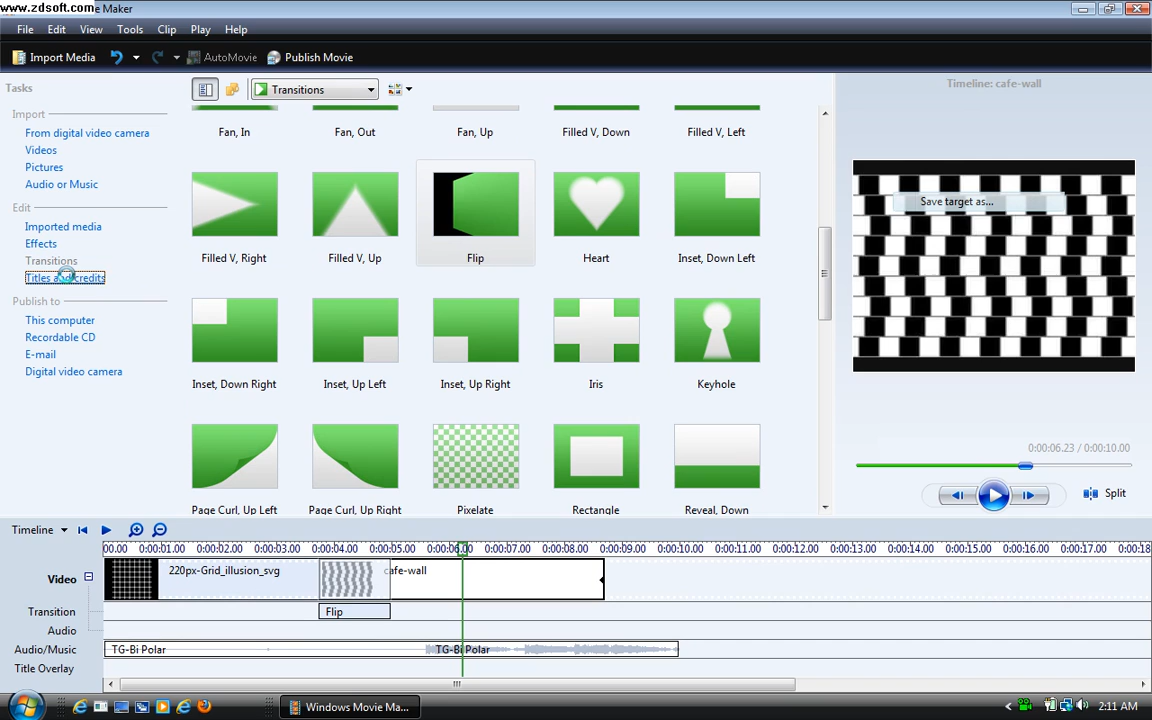 www.zdsoft.com e Maker
File Edit View Tools Clip Play Help
Import Media AutoMovie Publish Movie
Tasks
Import
From digital video camera
Videos
Pictures
Audio or Music
Edit
Imported media
Effects
Transitions
Titles and credits
Publish to
This computer
Recordable CD
E-mail
Digital video camera
Transitions
Fan, In Fan, Out Fan, Up Filled V, Down Filled V, Left
Filled V, Right Filled V, Up Flip Heart Inset, Down Left
Inset, Down Right Inset, Up Left Inset, Up Right Iris Keyhole
Page Curl, Up Left Page Curl, Up Right Pixelate Rectangle Reveal, Down
Timeline: cafe-wall
Save target as...
0:00:06.23 / 0:00:10.00
Split
Timeline
00.00 0:00:01.00 0:00:02.00 0:00:03.00 0:00:04.00 0:00:05.00 0:00:06.00 0:00:07.00 0:00:08.00 0:00:09.00 0:00:10.00 0:00:11.00 0:00:12.00 0:00:13.00 0:00:14.00 0:00:15.00 0:00:16.00 0:00:17.00 0:00:18
Video 220px-Grid_illusion_svg cafe-wall
Transition Flip
Audio
Audio/Music TG-Bi Polar TG-Bi Polar
Title Overlay
Windows Movie Ma... 2:11 AM